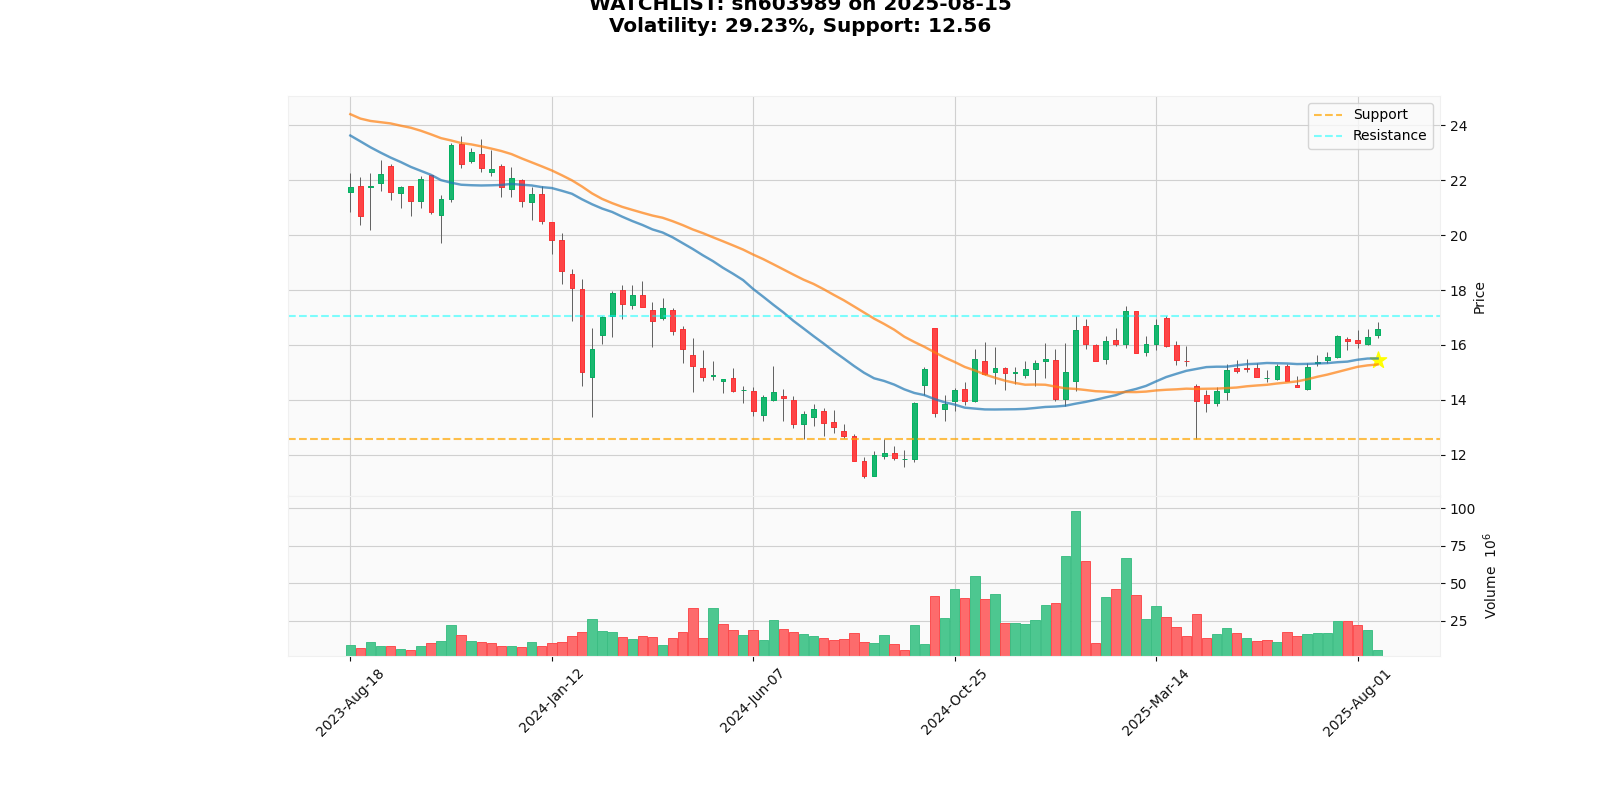 WATCHLIST: sh603989 on 2025-08-15
Volatility: 29.23%, Support: 12.56
Support
Resistance
24
22
20
18
16
14
12
Price
100
75
50
25
Volume 10⁶
2023-Aug-18
2024-Jan-12
2024-Jun-07
2024-Oct-25
2025-Mar-14
2025-Aug-01